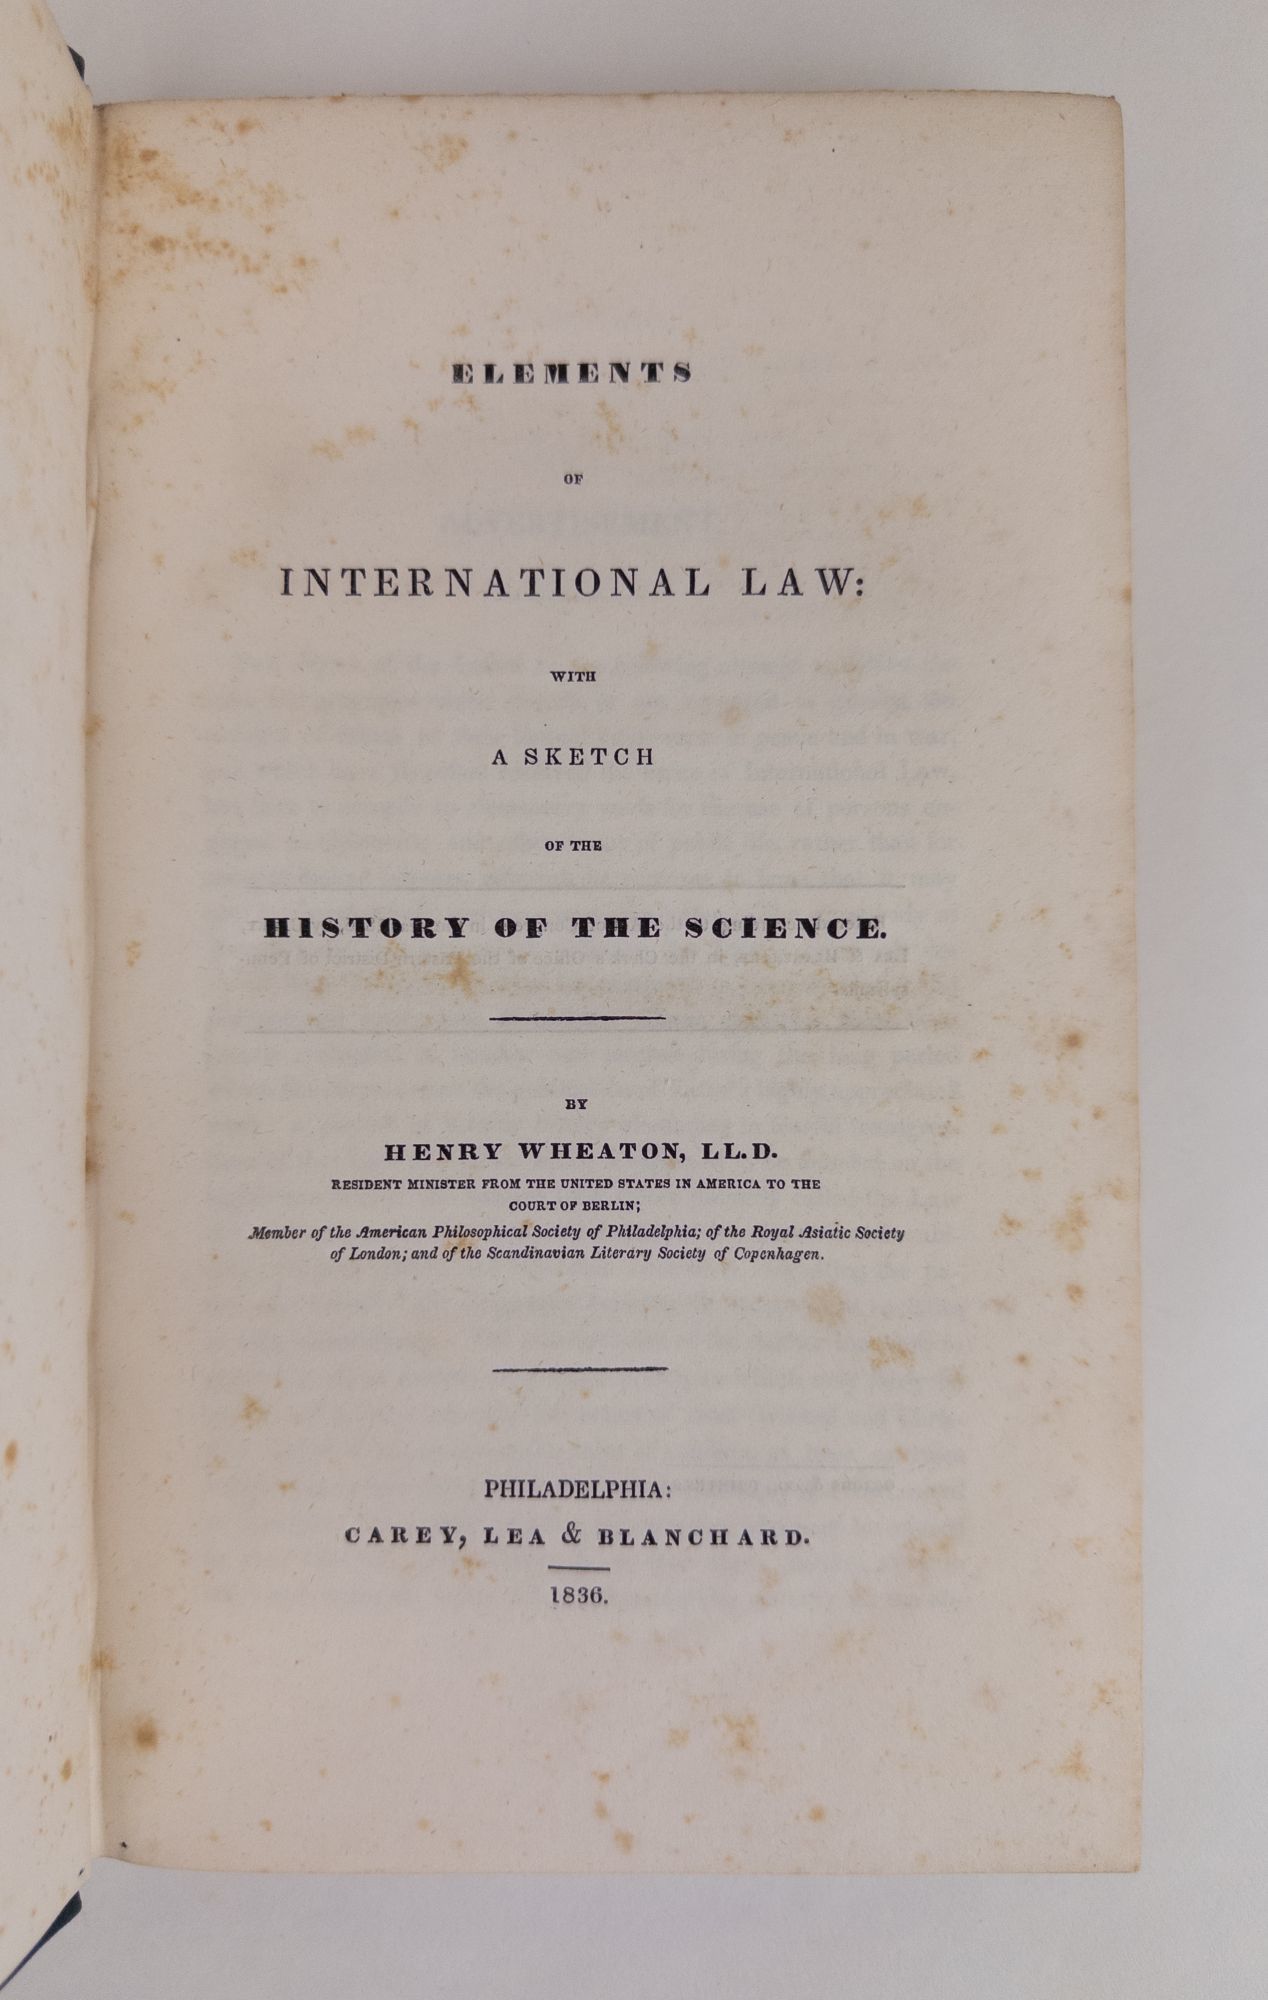 ELEMENTS
OF
INTERNATIONAL LAW:
WITH
A SKETCH
OF THE
HISTORY OF THE SCIENCE.
BY
HENRY WHEATON, LL.D.
RESIDENT MINISTER FROM THE UNITED STATES IN AMERICA TO THE
COURT OF BERLIN;
Member of the American Philosophical Society of Philadelphia; of the Royal Asiatic Society
of London; and of the Scandinavian Literary Society of Copenhagen.
PHILADELPHIA:
CAREY, LEA & BLANCHARD.
1836.